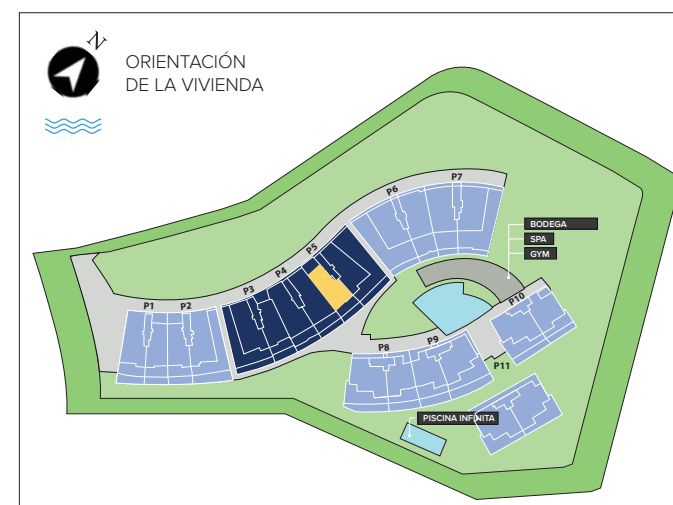 N
ORIENTACIÓN
DE LA VIVIENDA
P7
P6
BODEGA
SPA
GYM
P5
P4
P3
P1 P2
P10
P9
P8
P11
PISCINA INFINITA